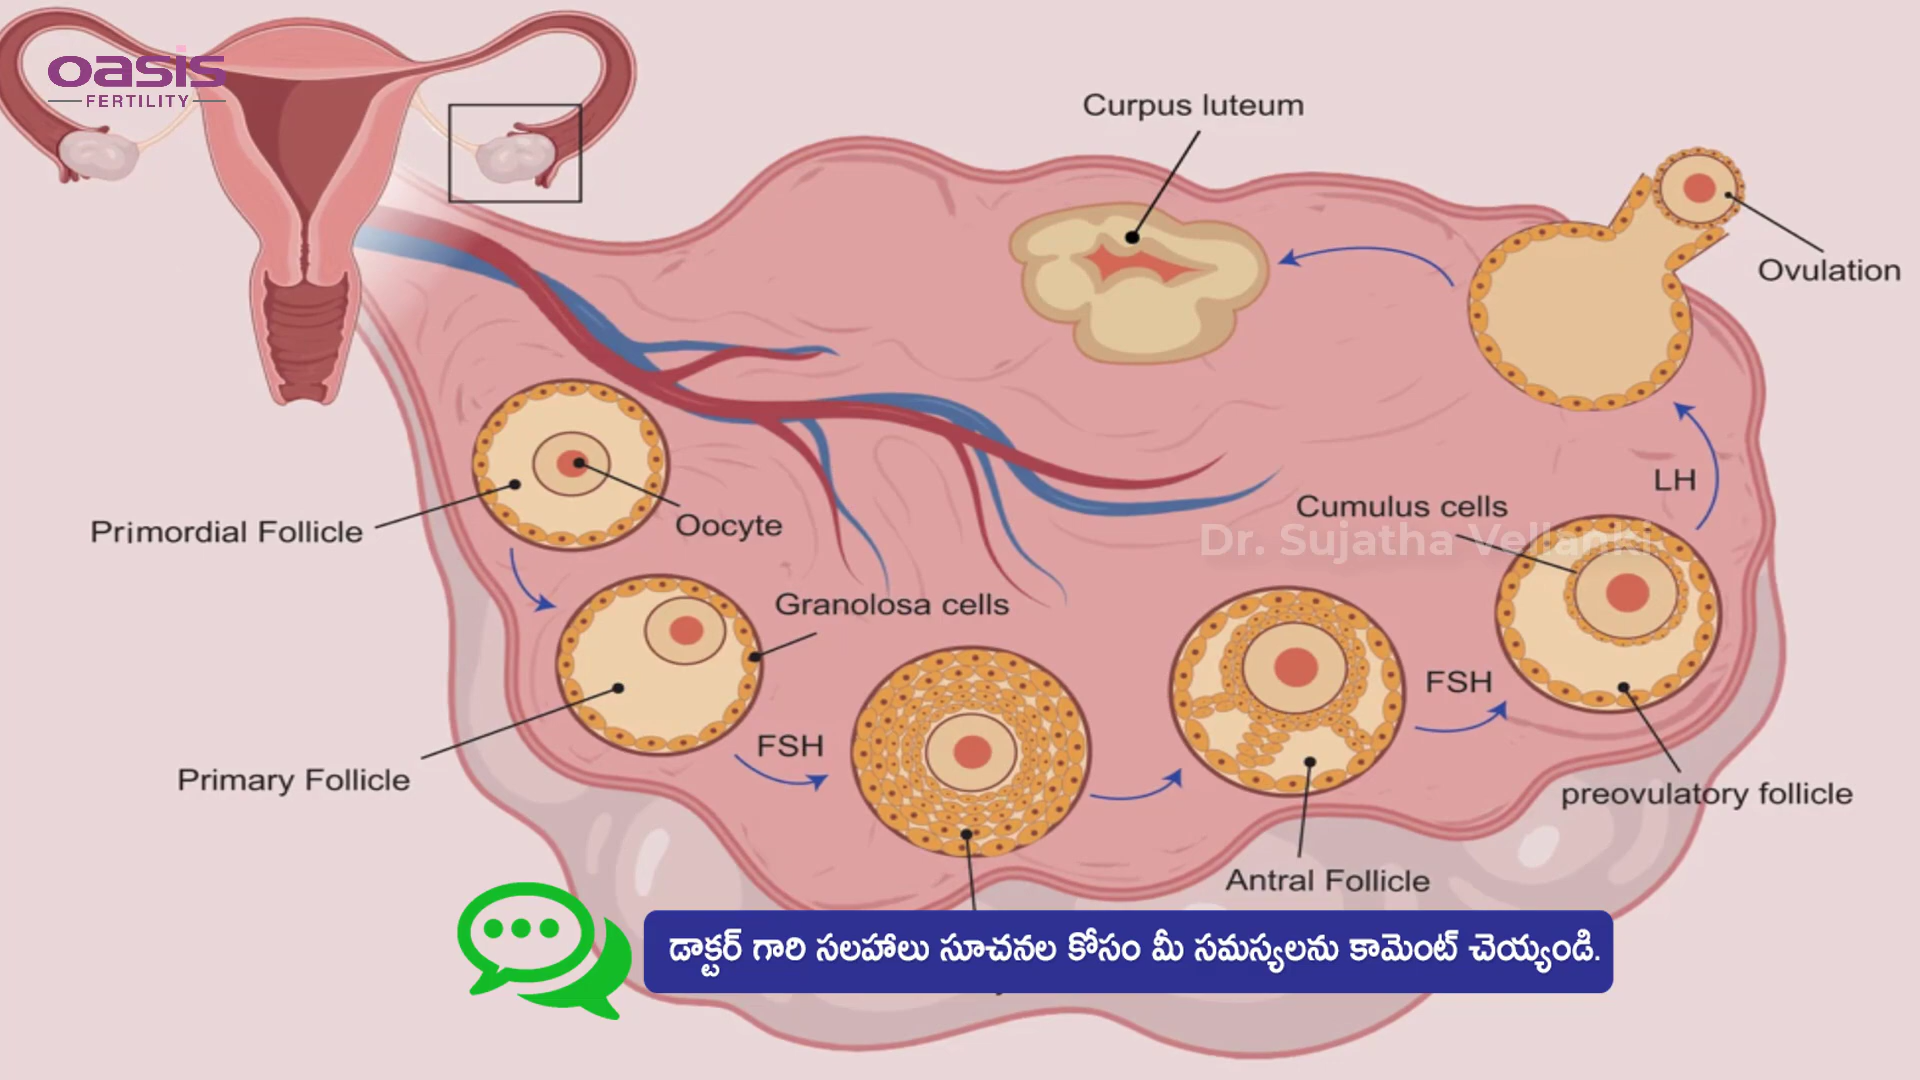 oasis
FERTILITY
Curpus luteum
Ovulation
LH
Cumulus cells
Dr. Sujatha Vellanki
Primordial Follicle
Oocyte
Granolosa cells
FSH
FSH
Primary Follicle
preovulatory follicle
Antral Follicle
డాక్టర్ గారి సలహాలు సూచనల కోసం మీ సమస్యలను కామెంట్ చెయ్యండి.